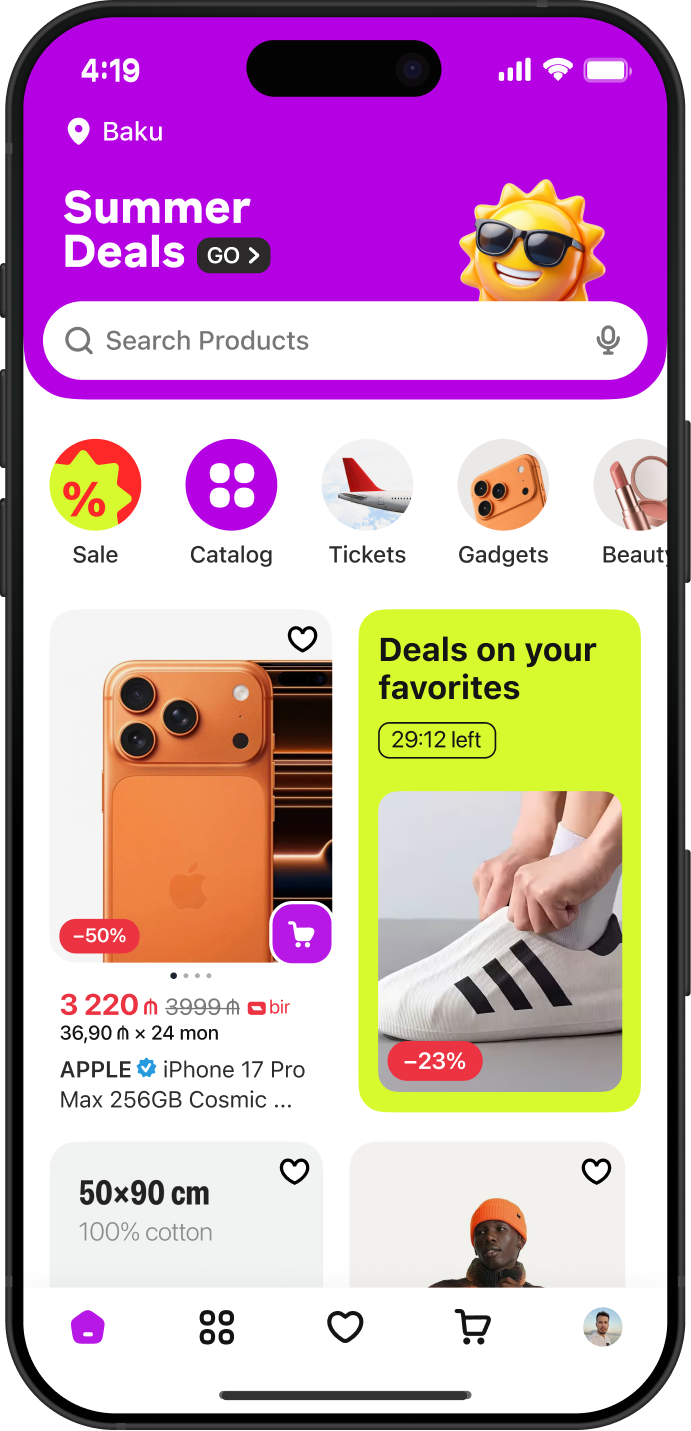 4:19
Baku
Summer
Deals GO
Search Products
%
Sale
Catalog
Tickets
Gadgets
Beauty
-50%
3 220 ₼ 3999 ₼ bir
36,90 ₼ × 24 mon
APPLE iPhone 17 Pro
Max 256GB Cosmic ...
Deals on your
favorites
29:12 left
-23%
50×90 cm
100% cotton